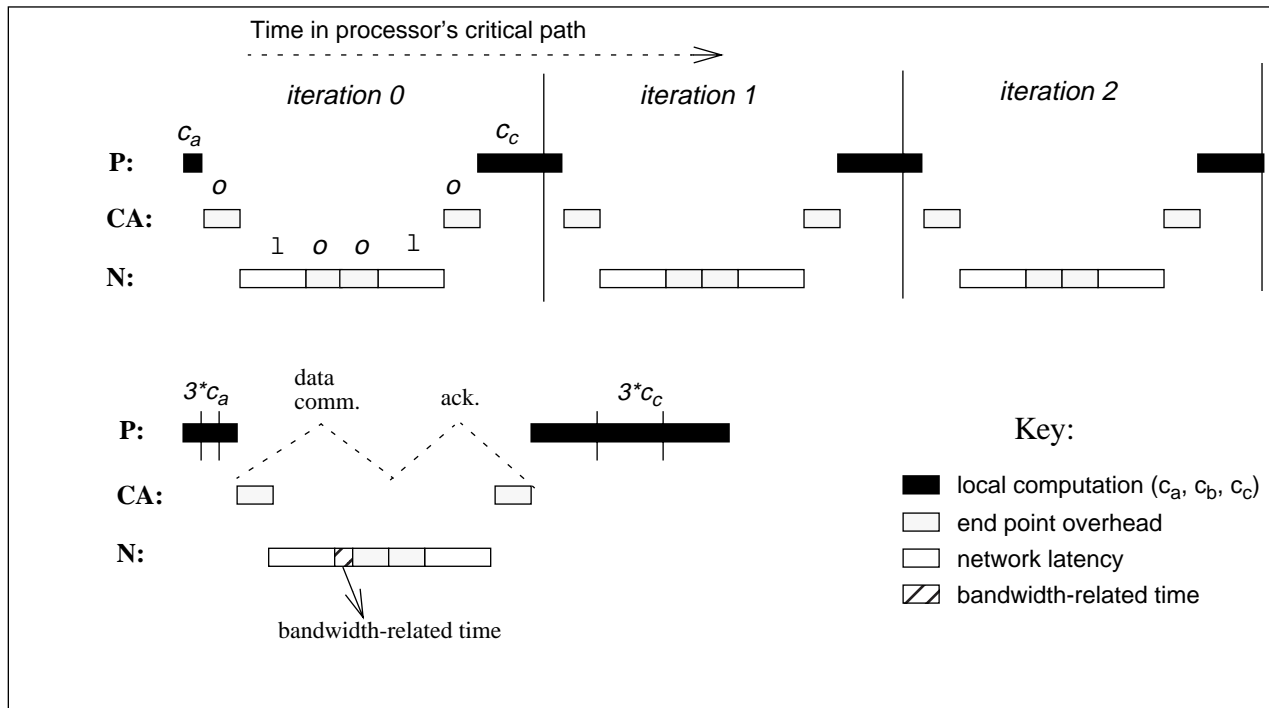 Time in processor's critical path
iteration 0 iteration 1 iteration 2
c_a c_c
P:
o o
CA:
l o o l
N:
3*c_a data comm. ack. 3*c_c
P:
CA:
N:
bandwidth-related time
Key:
local computation (c_a, c_b, c_c)
end point overhead
network latency
bandwidth-related time